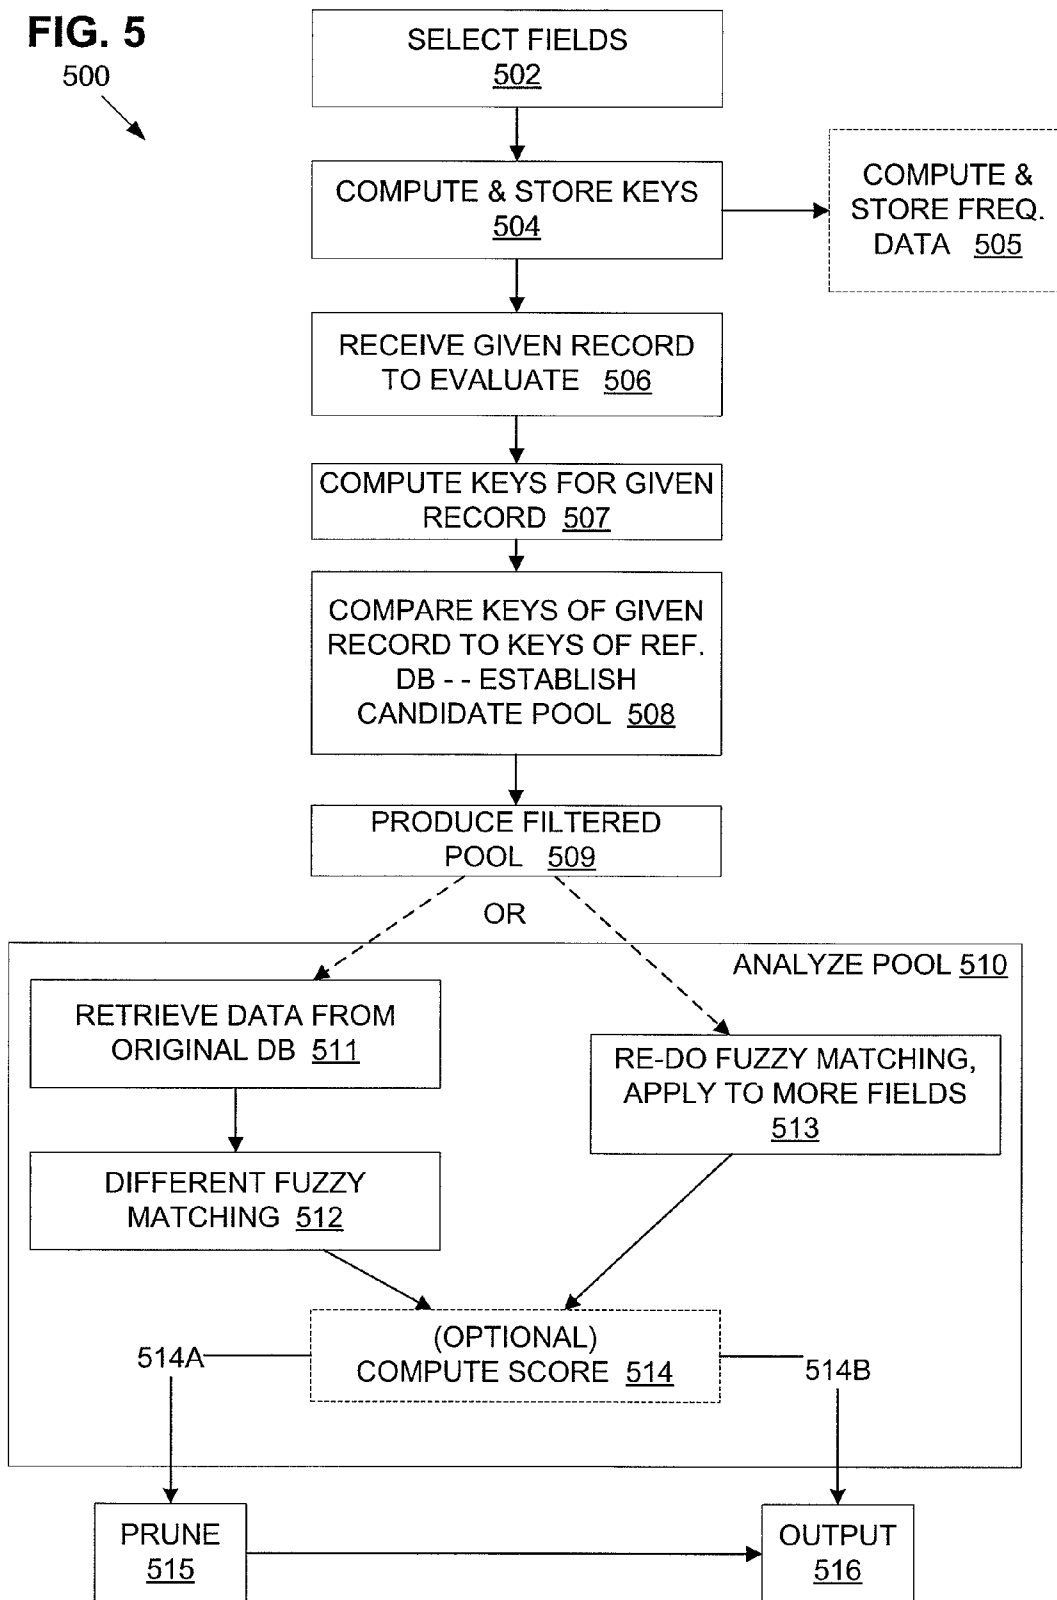 FIG. 5
500
SELECT FIELDS
502
COMPUTE & STORE KEYS
504
COMPUTE &
STORE FREQ.
DATA 505
RECEIVE GIVEN RECORD
TO EVALUATE 506
COMPUTE KEYS FOR GIVEN
RECORD 507
COMPARE KEYS OF GIVEN
RECORD TO KEYS OF REF.
DB - - ESTABLISH
CANDIDATE POOL 508
PRODUCE FILTERED
POOL 509
OR
ANALYZE POOL 510
RETRIEVE DATA FROM
ORIGINAL DB 511
RE-DO FUZZY MATCHING,
APPLY TO MORE FIELDS
513
DIFFERENT FUZZY
MATCHING 512
(OPTIONAL)
COMPUTE SCORE 514
514A
514B
PRUNE
515
OUTPUT
516